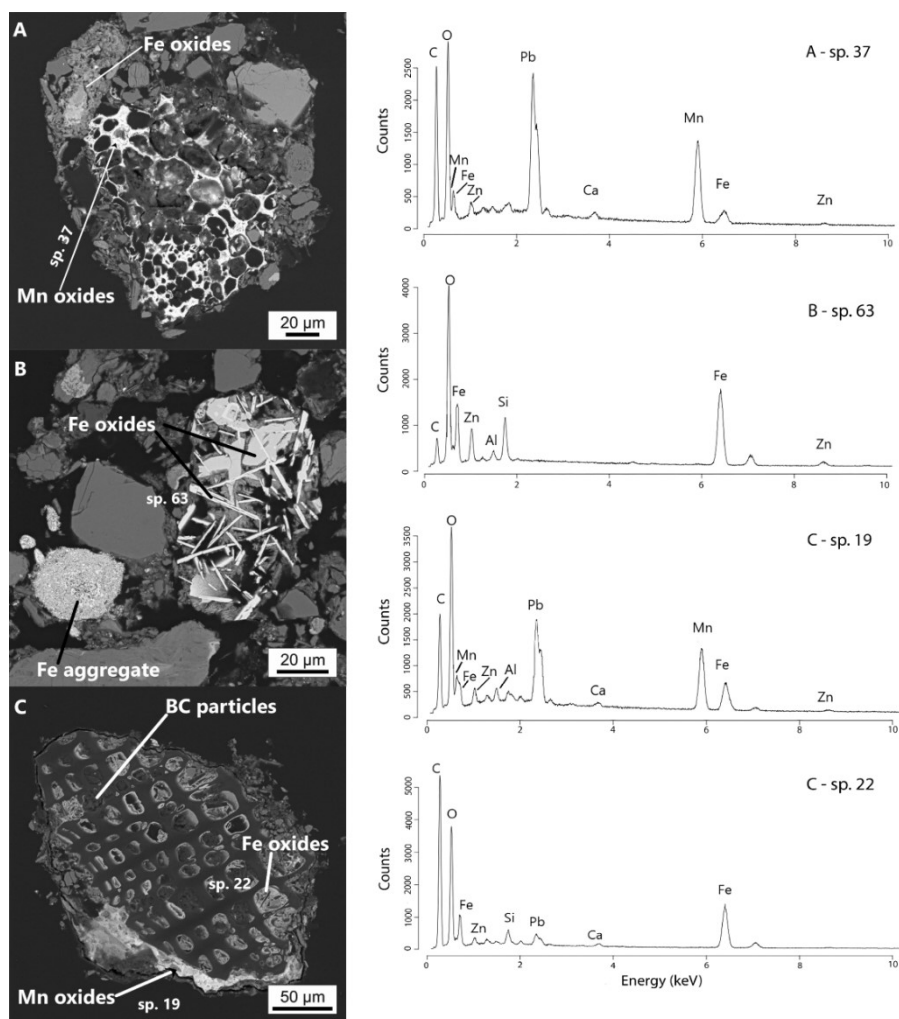 A
Fe oxides
sp. 37
Mn oxides
20 µm
B
Fe oxides
sp. 63
Fe aggregate
20 µm
C
BC particles
Fe oxides
sp. 22
Mn oxides
sp. 19
50 µm
A - sp. 37
Counts
2500
2000
1500
1000
500
0
C
O
Mn
Fe
Zn
Pb
Ca
Mn
Fe
Zn
0 2 4 6 8 10
B - sp. 63
Counts
4000
3000
2000
1000
0
C
O
Fe
Zn
Al
Si
Fe
Zn
0 2 4 6 8 10
C - sp. 19
Counts
3500
3000
2500
2000
1500
1000
500
0
C
O
Mn
Fe
Zn
Al
Pb
Ca
Mn
Fe
Zn
0 2 4 6 8 10
C - sp. 22
Counts
5000
4000
3000
2000
1000
0
C
O
Fe
Zn
Si
Pb
Ca
Fe
0 2 4 6 8 10
Energy (keV)